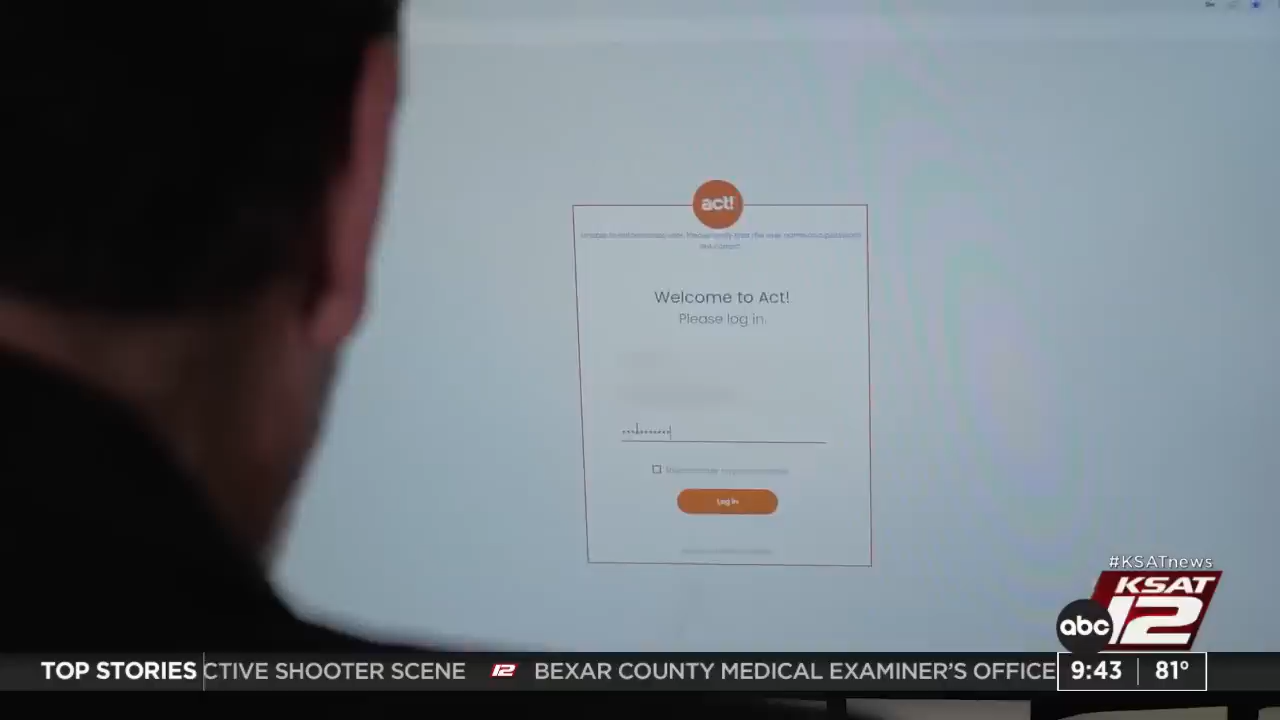 act!
Welcome to Act!
Please log in.
Log in
#KSATnews
KSAT
abc 12
TOP STORIES CTIVE SHOOTER SCENE 12 BEXAR COUNTY MEDICAL EXAMINER'S OFFICE 9:43 81°